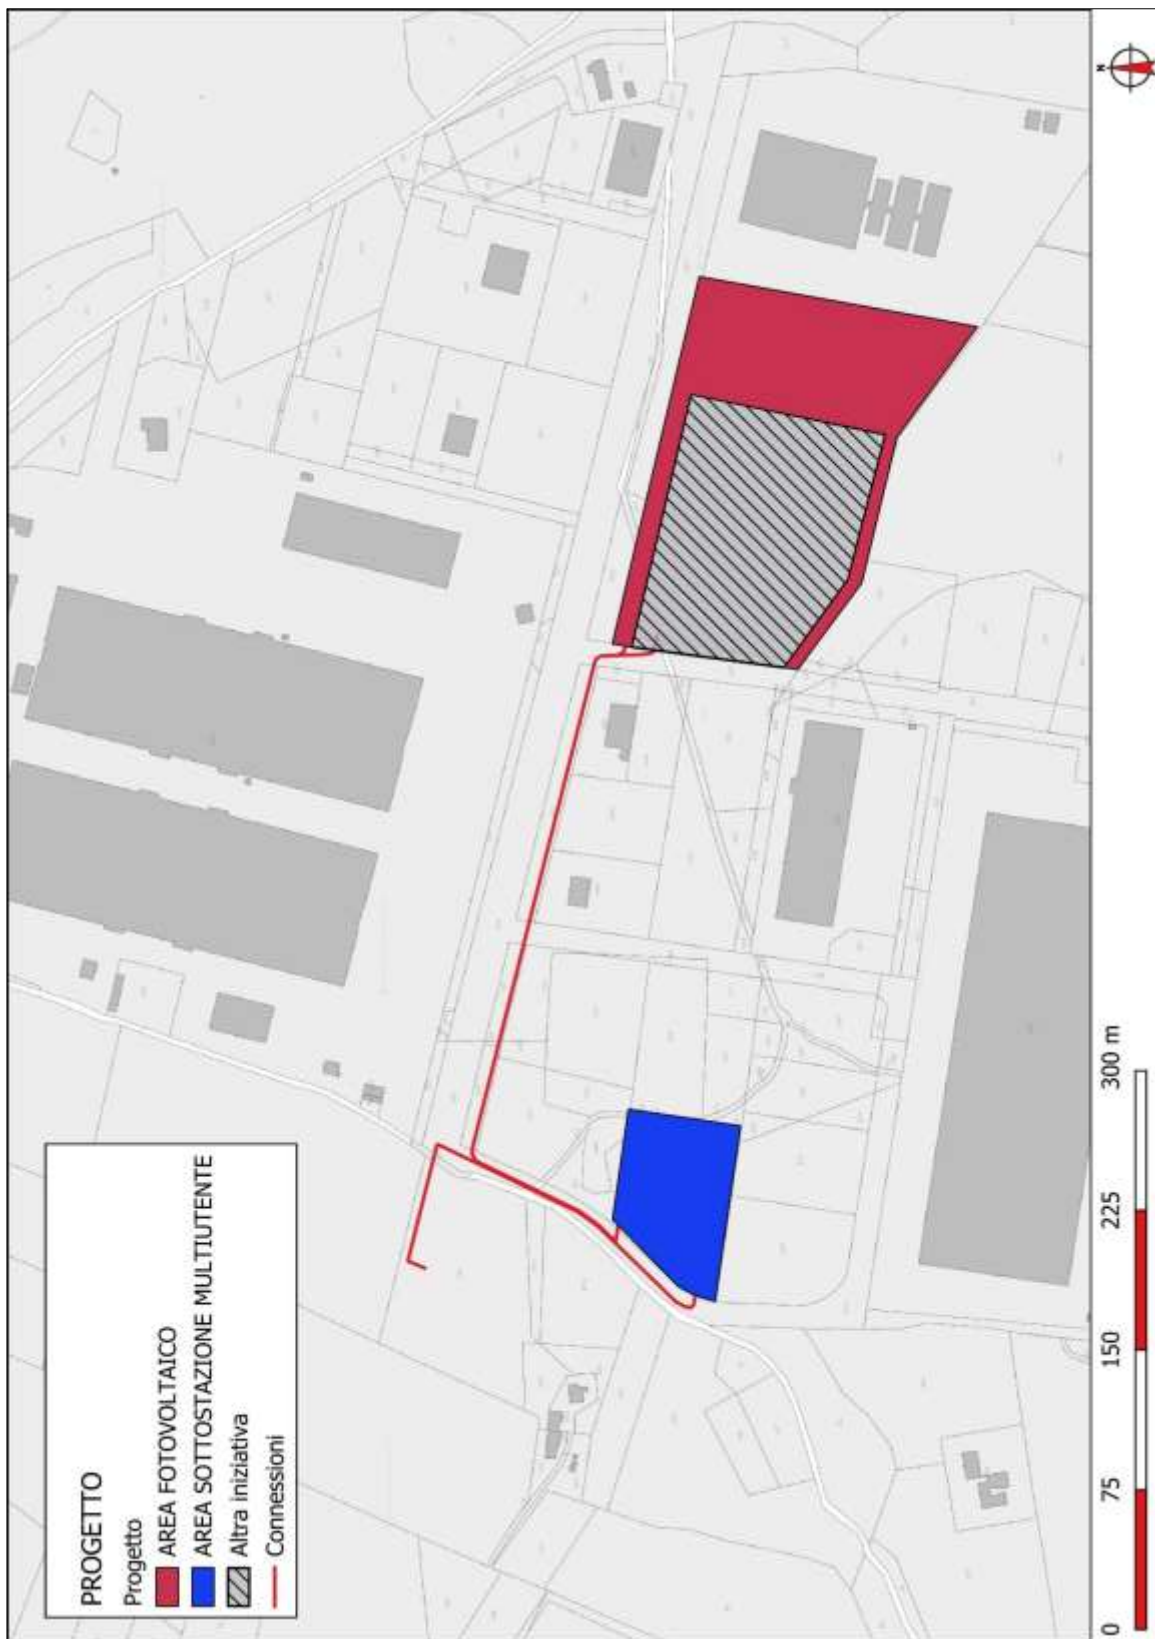 PROGETTO
Progetto
AREA FOTOVOLTAICO
AREA SOTTOSTAZIONE MULTIUTENTE
Altra iniziativa
Connessioni
N
0 75 150 225 300 m